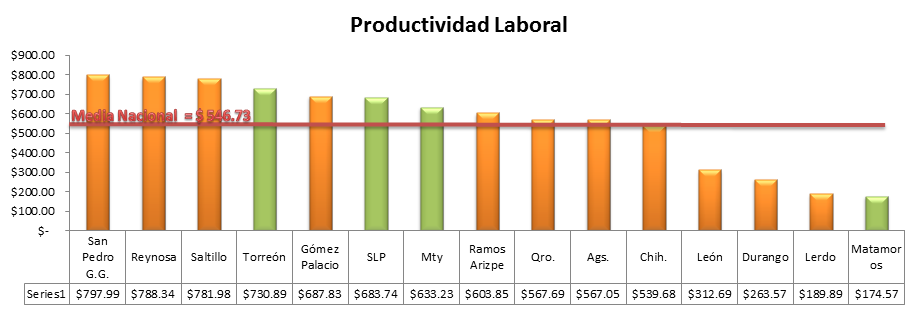 Productividad Laboral
$900.00
$800.00
$700.00
$600.00
$500.00
$400.00
$300.00
$200.00
$100.00
$-
Media Nacional = $ 546.73
San Pedro G.G. Reynosa Saltillo Torreón Gómez Palacio SLP Mty Ramos Arizpe Qro. Ags. Chih. León Durango Lerdo Matamoros
Series1 $797.99 $788.34 $781.98 $730.89 $687.83 $683.74 $633.23 $603.85 $567.69 $567.05 $539.68 $312.69 $263.57 $189.89 $174.57